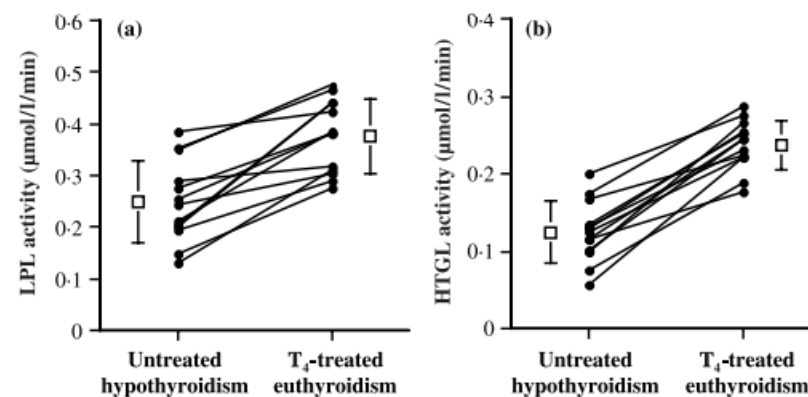 (a)
LPL activity (µmol/l/min)
0·6
0·5
0·4
0·3
0·2
0·1
0
Untreated
hypothyroidism
T₄-treated
euthyroidism
(b)
HTGL activity (µmol/l/min)
0·4
0·3
0·2
0·1
0
Untreated
hypothyroidism
T₄-treated
euthyroidism